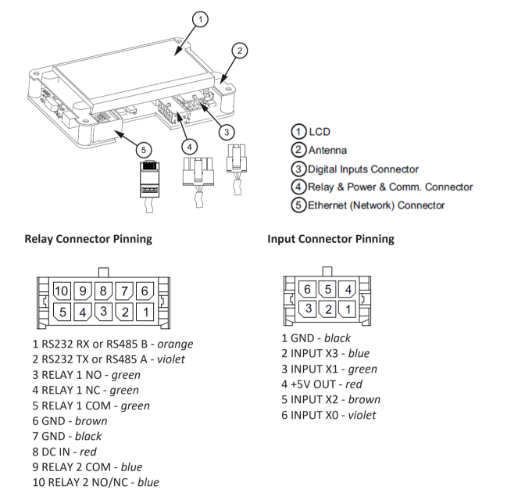 1
2
3
4
5
1 LCD
2 Antenna
3 Digital Inputs Connector
4 Relay & Power & Comm. Connector
5 Ethernet (Network) Connector
Relay Connector Pinning
10 9 8 7 6
5 4 3 2 1
1 RS232 RX or RS485 B - orange
2 RS232 TX or RS485 A - violet
3 RELAY 1 NO - green
4 RELAY 1 NC - green
5 RELAY 1 COM - green
6 GND - brown
7 GND - black
8 DC IN - red
9 RELAY 2 COM - blue
10 RELAY 2 NO/NC - blue
Input Connector Pinning
6 5 4
3 2 1
1 GND - black
2 INPUT X3 - blue
3 INPUT X1 - green
4 +5V OUT - red
5 INPUT X2 - brown
6 INPUT X0 - violet